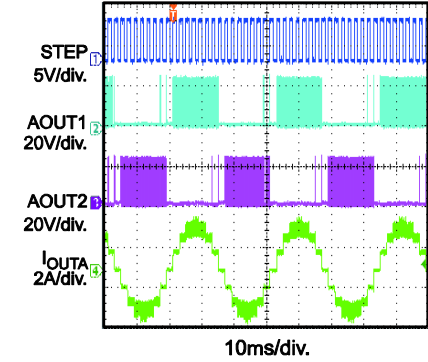 T
STEP
1
5V/div.
AOUT1
2
20V/div.
AOUT2
3
20V/div.
IOUTA
4
2A/div.
10ms/div.